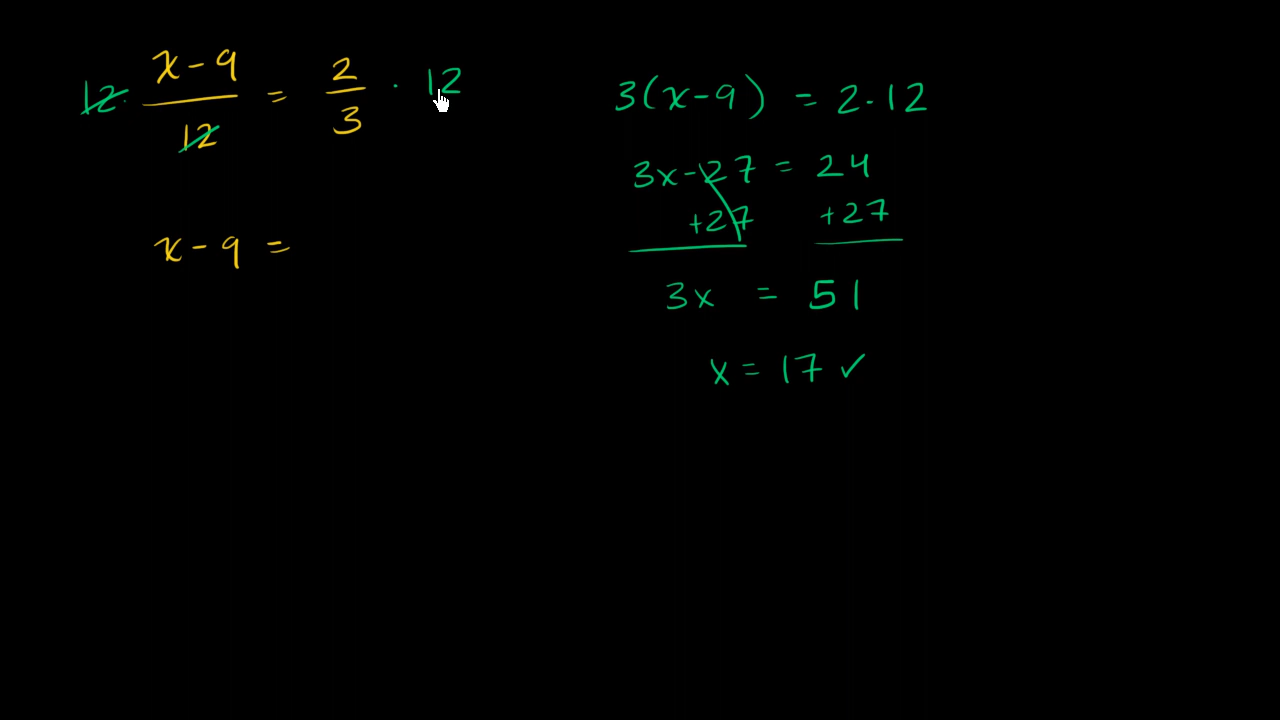 12 · (x - 9)/12 = 2/3 · 12
x - 9 =
3(x - 9) = 2 · 12
3x - 27 = 24
+27 +27
3x = 51
x = 17 ✓